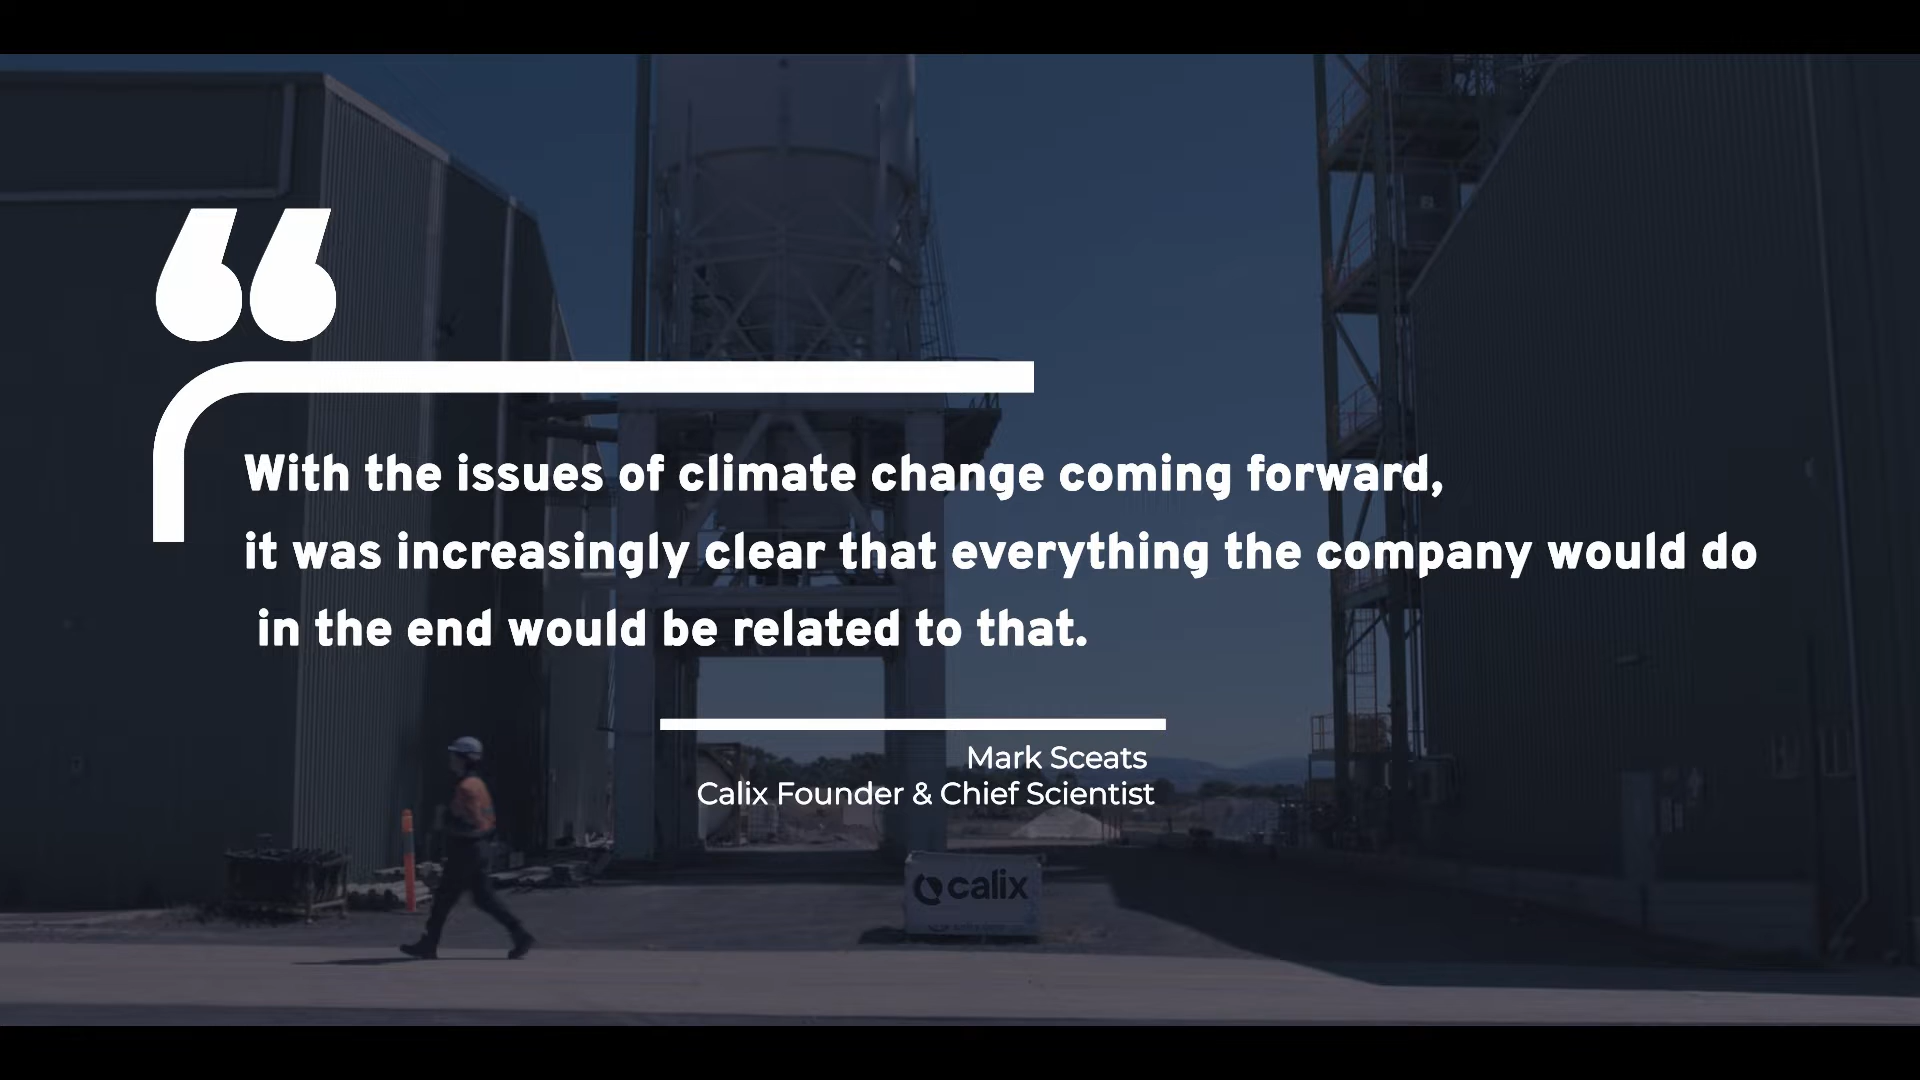 With the issues of climate change coming forward,
it was increasingly clear that everything the company would do
in the end would be related to that.
Mark Sceats
Calix Founder & Chief Scientist
calix